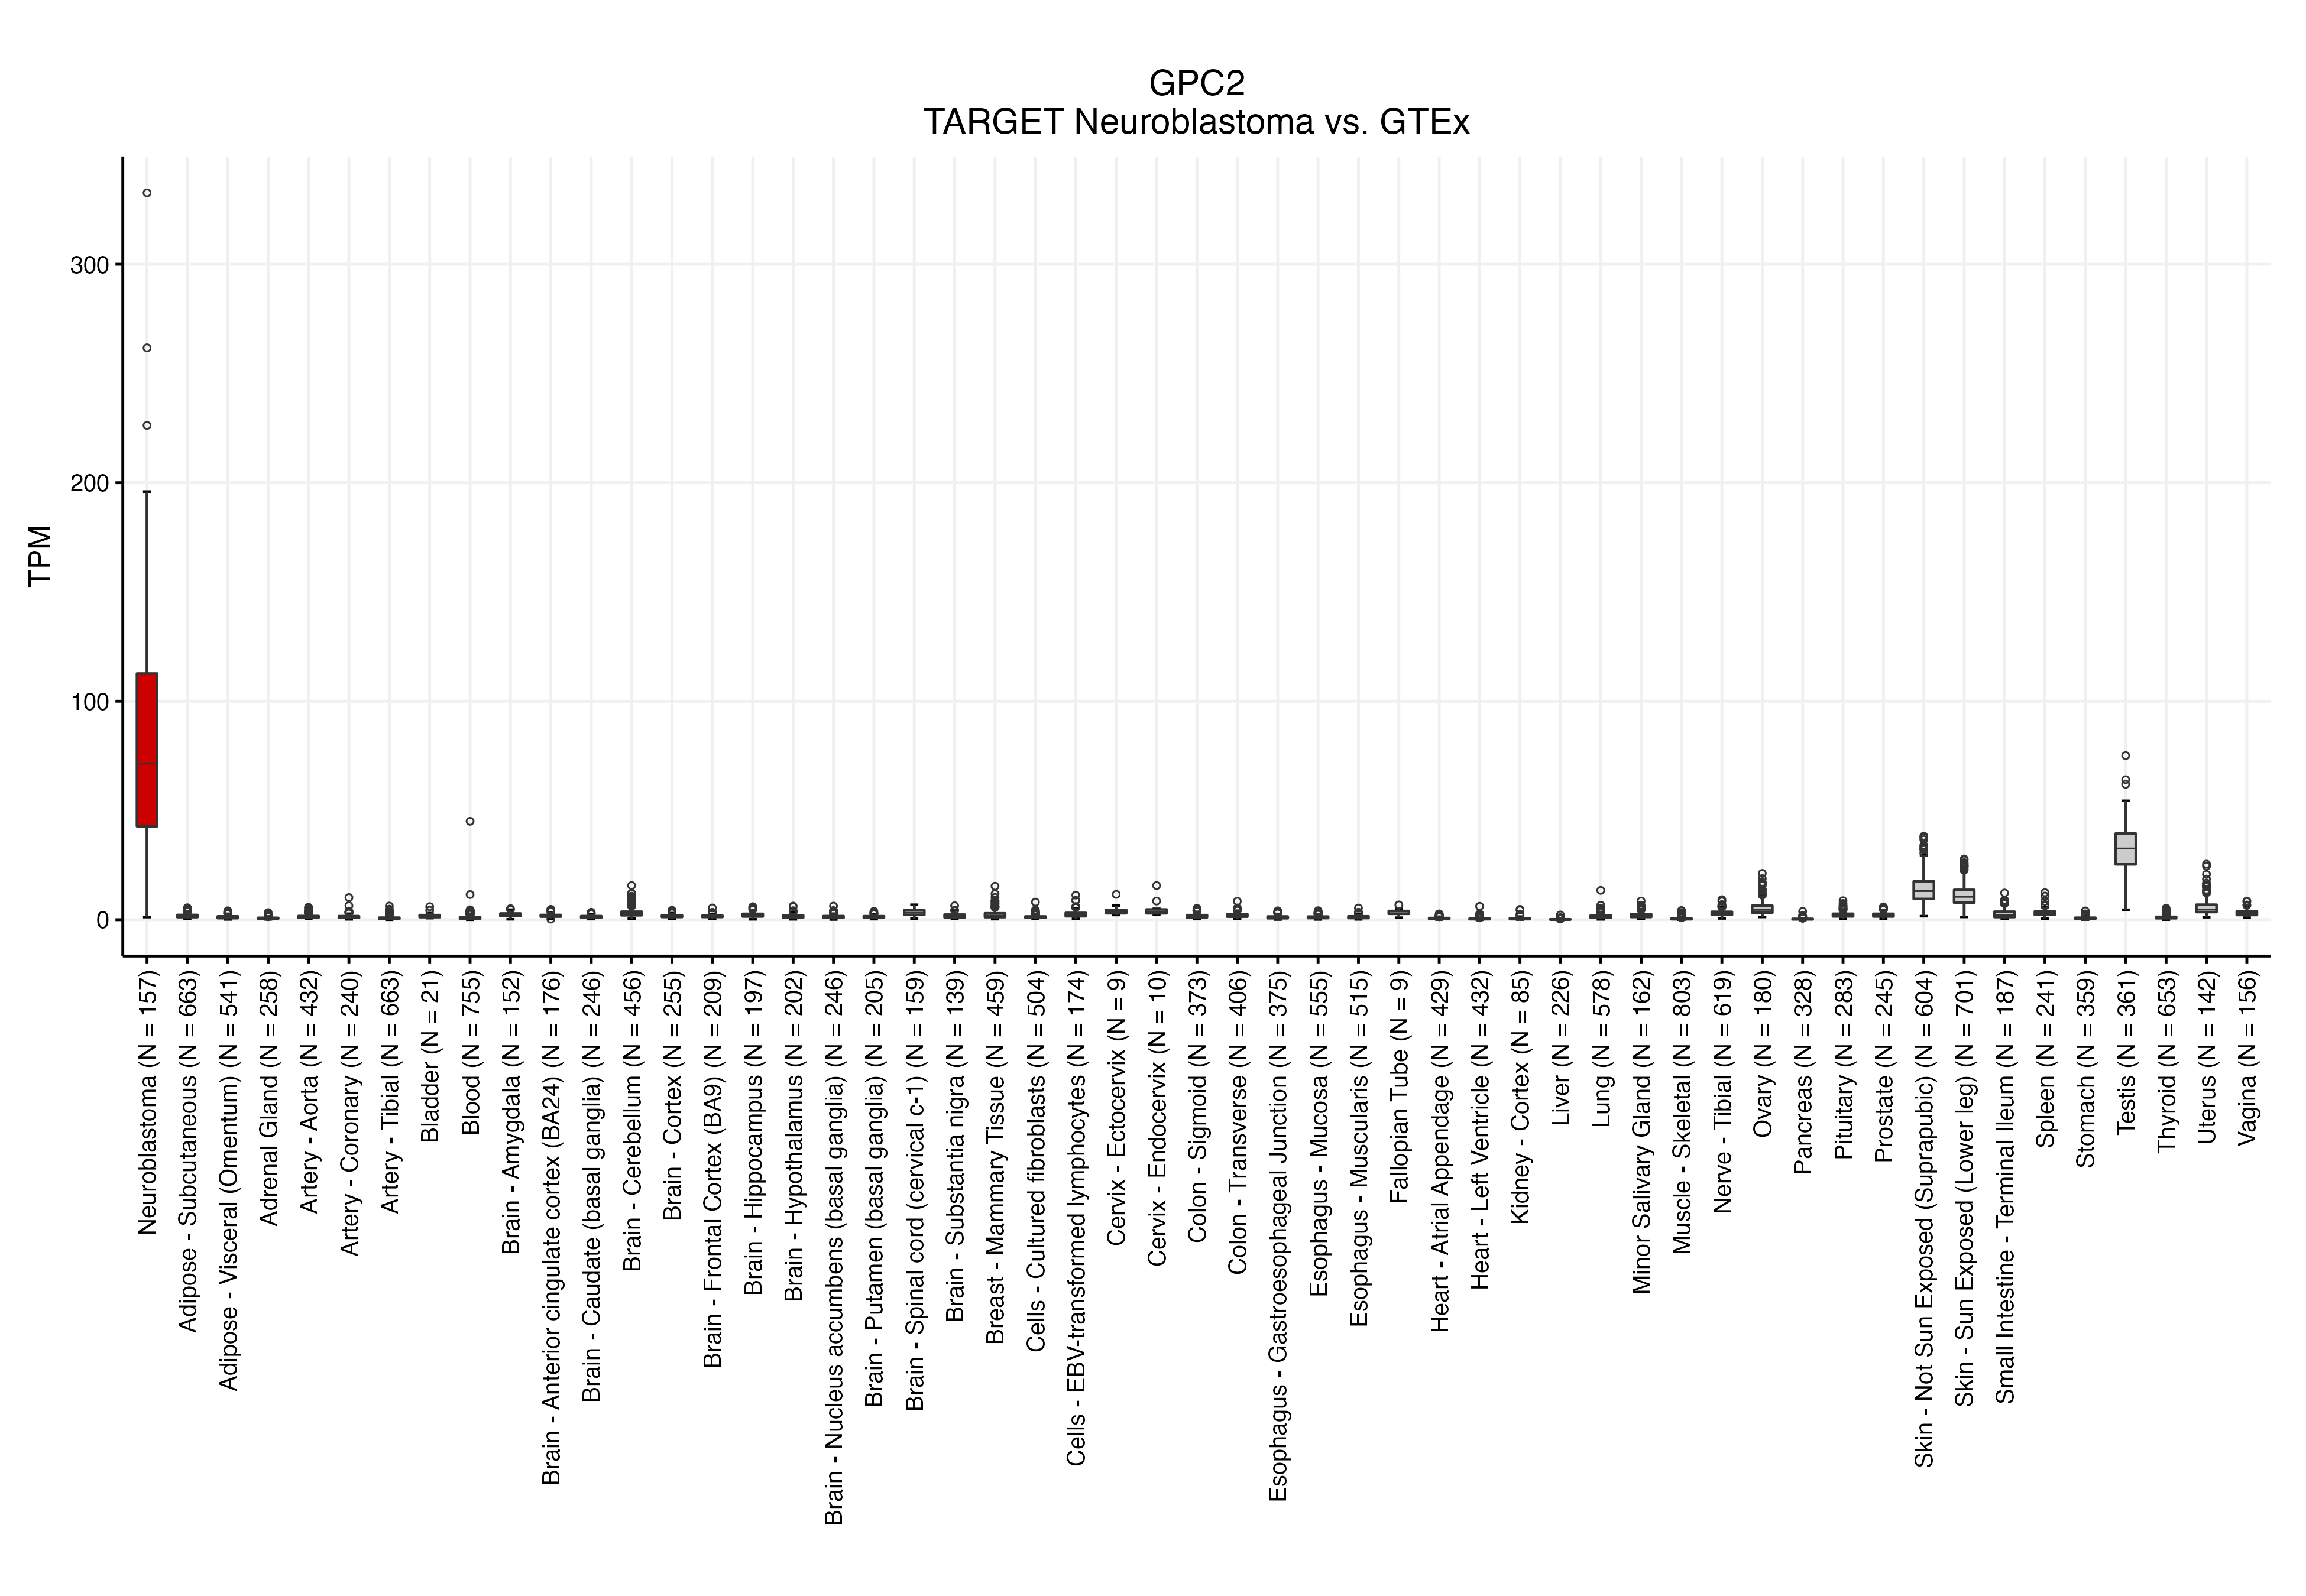 GPC2
TARGET Neuroblastoma vs. GTEx
TPM
300
200
100
0
Neuroblastoma (N = 157)
Adipose - Subcutaneous (N = 663)
Adipose - Visceral (Omentum) (N = 541)
Adrenal Gland (N = 258)
Artery - Aorta (N = 432)
Artery - Coronary (N = 240)
Artery - Tibial (N = 663)
Bladder (N = 21)
Blood (N = 755)
Brain - Amygdala (N = 152)
Brain - Anterior cingulate cortex (BA24) (N = 176)
Brain - Caudate (basal ganglia) (N = 246)
Brain - Cerebellum (N = 456)
Brain - Cortex (N = 255)
Brain - Frontal Cortex (BA9) (N = 209)
Brain - Hippocampus (N = 197)
Brain - Hypothalamus (N = 202)
Brain - Nucleus accumbens (basal ganglia) (N = 246)
Brain - Putamen (basal ganglia) (N = 205)
Brain - Spinal cord (cervical c-1) (N = 159)
Brain - Substantia nigra (N = 139)
Breast - Mammary Tissue (N = 459)
Cells - Cultured fibroblasts (N = 504)
Cells - EBV-transformed lymphocytes (N = 174)
Cervix - Ectocervix (N = 9)
Cervix - Endocervix (N = 10)
Colon - Sigmoid (N = 373)
Colon - Transverse (N = 406)
Esophagus - Gastroesophageal Junction (N = 375)
Esophagus - Mucosa (N = 555)
Esophagus - Muscularis (N = 515)
Fallopian Tube (N = 9)
Heart - Atrial Appendage (N = 429)
Heart - Left Ventricle (N = 432)
Kidney - Cortex (N = 85)
Liver (N = 226)
Lung (N = 578)
Minor Salivary Gland (N = 162)
Muscle - Skeletal (N = 803)
Nerve - Tibial (N = 619)
Ovary (N = 180)
Pancreas (N = 328)
Pituitary (N = 283)
Prostate (N = 245)
Skin - Not Sun Exposed (Suprapubic) (N = 604)
Skin - Sun Exposed (Lower leg) (N = 701)
Small Intestine - Terminal Ileum (N = 187)
Spleen (N = 241)
Stomach (N = 359)
Testis (N = 361)
Thyroid (N = 653)
Uterus (N = 142)
Vagina (N = 156)